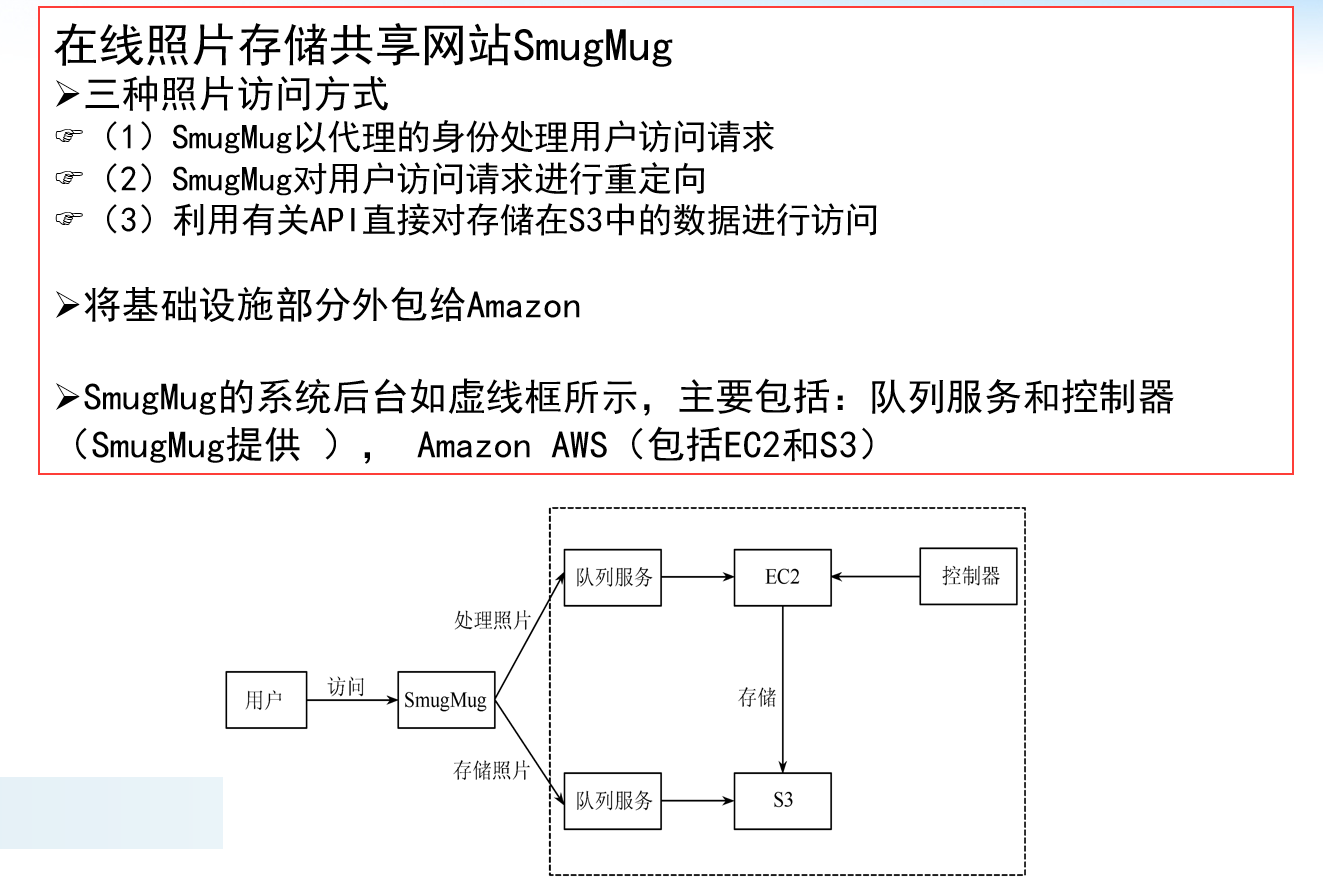 在线照片存储共享网站SmugMug
➢三种照片访问方式
☞（1）SmugMug以代理的身份处理用户访问请求
☞（2）SmugMug对用户访问请求进行重定向
☞（3）利用有关API直接对存储在S3中的数据进行访问
➢将基础设施部分外包给Amazon
➢SmugMug的系统后台如虚线框所示，主要包括：队列服务和控制器
（SmugMug提供 ）， Amazon AWS（包括EC2和S3）
队列服务
EC2
控制器
处理照片
用户
访问
SmugMug
存储
存储照片
队列服务
S3